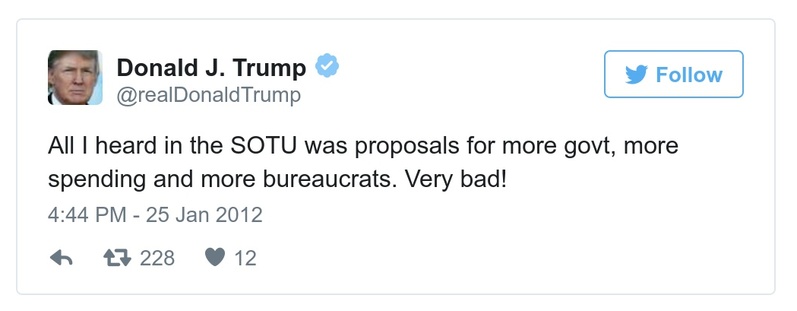 Donald J. Trump
@realDonaldTrump
Follow
All I heard in the SOTU was proposals for more govt, more
spending and more bureaucrats. Very bad!
4:44 PM - 25 Jan 2012
228 12